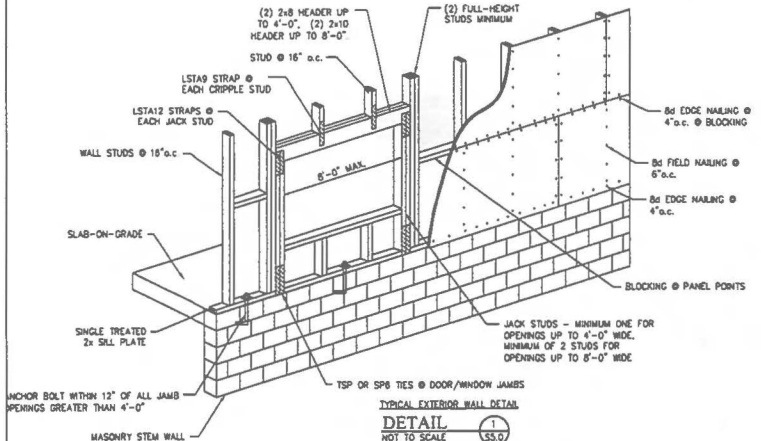 (2) 2x8 HEADER UP
TO 4'-0", (2) 2x10
HEADER UP TO 8'-0"
(2) FULL-HEIGHT
STUDS MINIMUM
STUD @ 16" o.c.
LSTA9 STRAP @
EACH CRIPPLE STUD
LSTA12 STRAPS @
EACH JACK STUD
WALL STUDS @ 16"o.c
8'-0" MAX.
8d EDGE NAILING @
4"o.c. @ BLOCKING
8d FIELD NAILING @
6"o.c.
8d EDGE NAILING @
4"o.c.
SLAB-ON-GRADE
BLOCKING @ PANEL POINTS
SINGLE TREATED
2x SILL PLATE
JACK STUDS - MINIMUM ONE FOR
OPENINGS UP TO 4'-0" WIDE,
MINIMUM OF 2 STUDS FOR
OPENINGS UP TO 8'-0" WIDE
ANCHOR BOLT WITHIN 12" OF ALL JAMB
OPENINGS GREATER THAN 4'-0"
TSP OR SP6 TIES @ DOOR/WINDOW JAMBS
MASONRY STEM WALL
TYPICAL EXTERIOR WALL DETAIL
DETAIL
NOT TO SCALE
1
S5.0